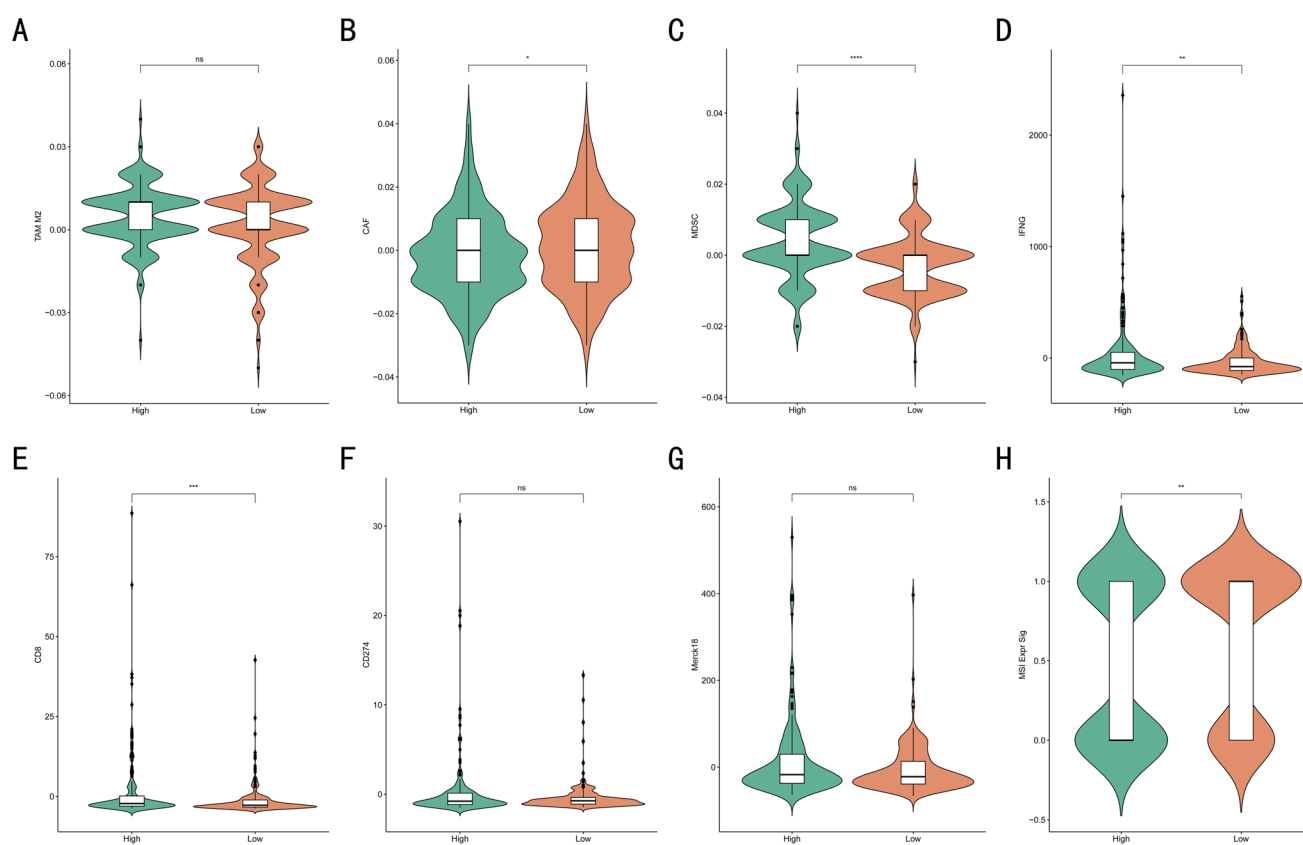 A
TAM M2
0.06
0.03
0.00
−0.03
−0.06
ns
High
Low
B
CAF
0.06
0.04
0.02
0.00
−0.02
−0.04
*
High
Low
C
MDSC
0.04
0.02
0.00
−0.02
−0.04
****
High
Low
D
IFNG
2000
1000
0
**
High
Low
E
CD8
75
50
25
0
***
High
Low
F
CD274
30
20
10
0
ns
High
Low
G
Merck18
600
400
200
0
ns
High
Low
H
MSI Expr Sig
1.5
1.0
0.5
0.0
−0.5
**
High
Low